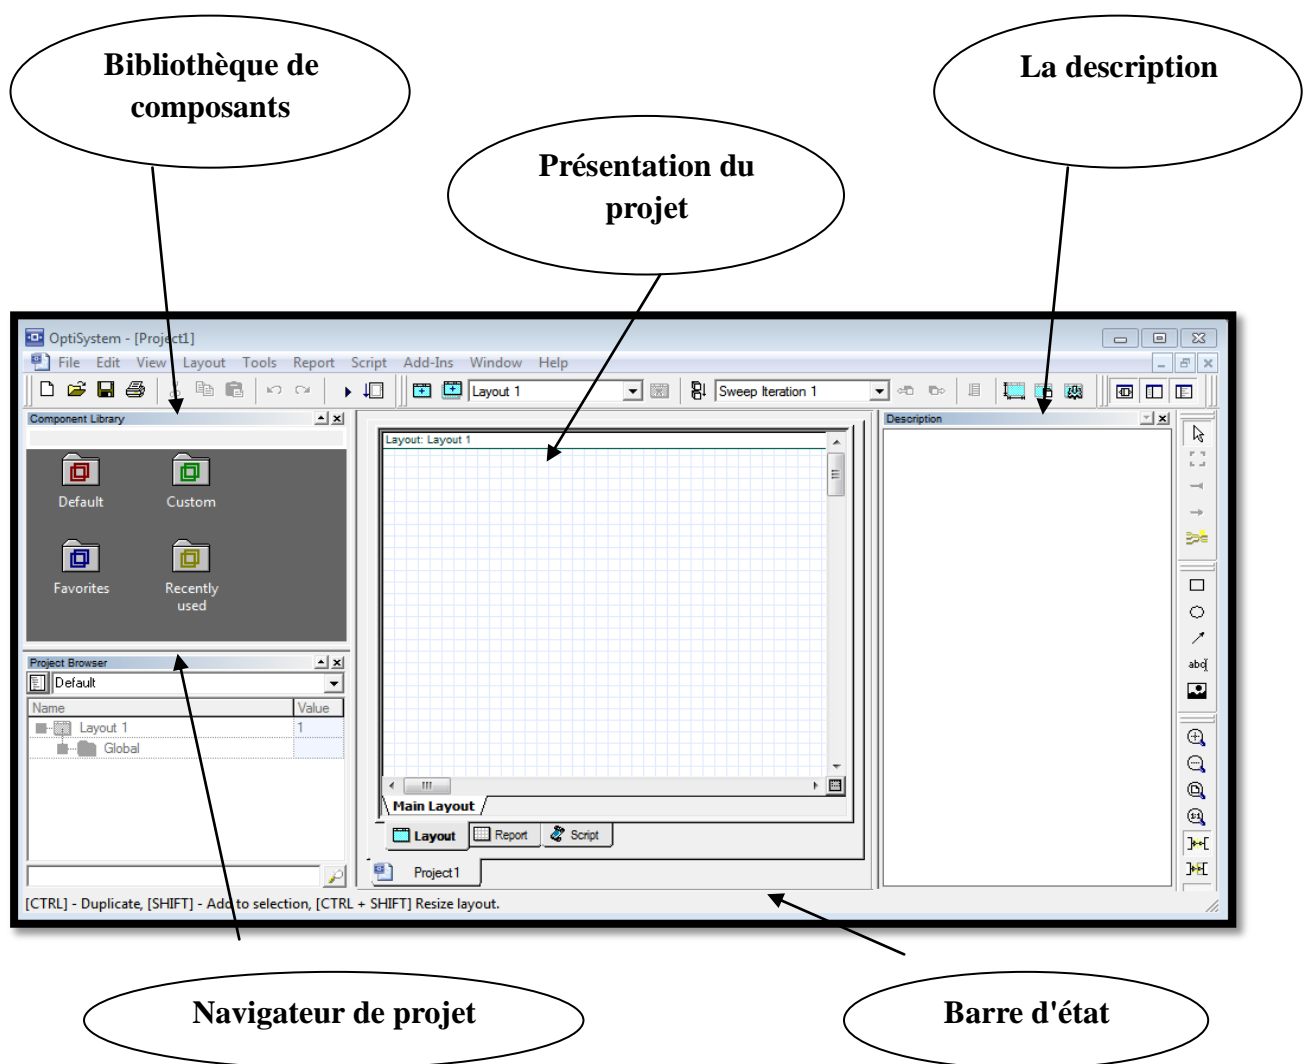 Bibliothèque de
composants
La description
Présentation du
projet
OptiSystem - [Project1]
File Edit View Layout Tools Report Script Add-Ins Window Help
Layout 1
Sweep Iteration 1
Component Library
Description
Layout: Layout 1
Default
Custom
Favorites
Recently
used
abc
Project Browser
Default
Name
Value
Layout 1
1
Global
1:1
Main Layout
Layout
Report
Script
Project1
[CTRL] - Duplicate, [SHIFT] - Add to selection, [CTRL + SHIFT] Resize layout.
Navigateur de projet
Barre d'état